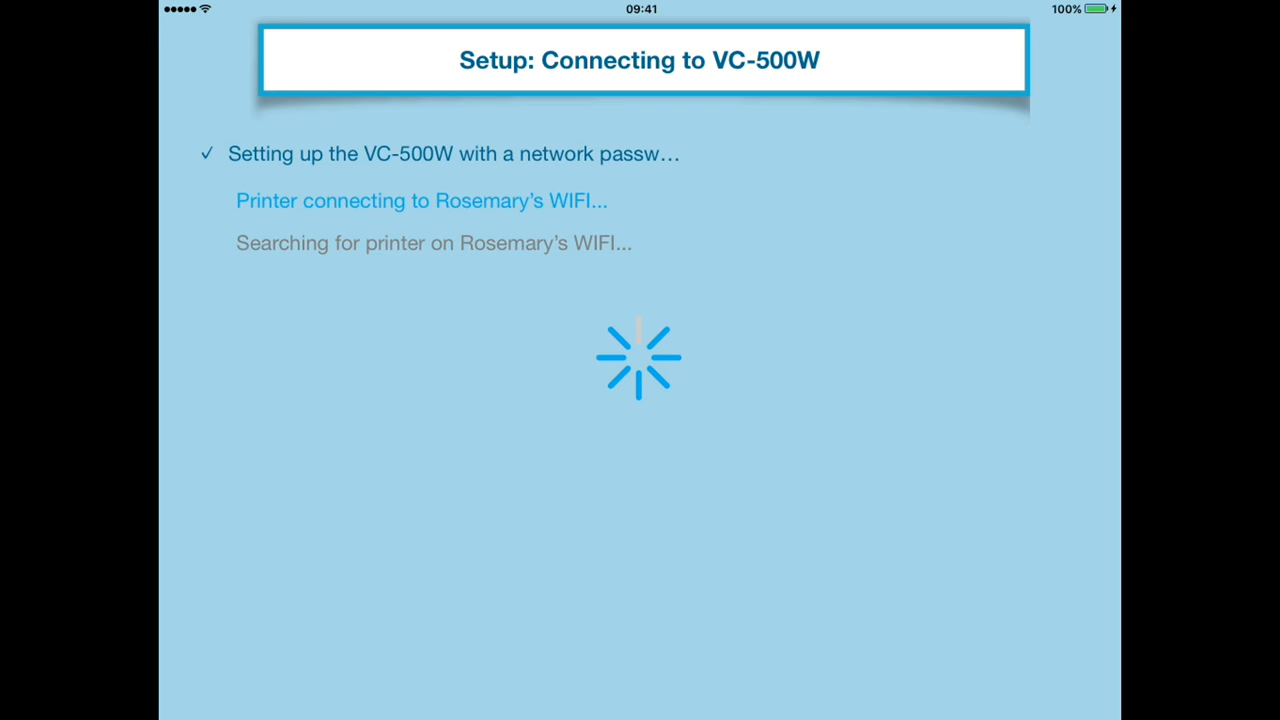 09:41
100%
Setup: Connecting to VC-500W
✓ Setting up the VC-500W with a network passw…
Printer connecting to Rosemary’s WIFI...
Searching for printer on Rosemary’s WIFI...